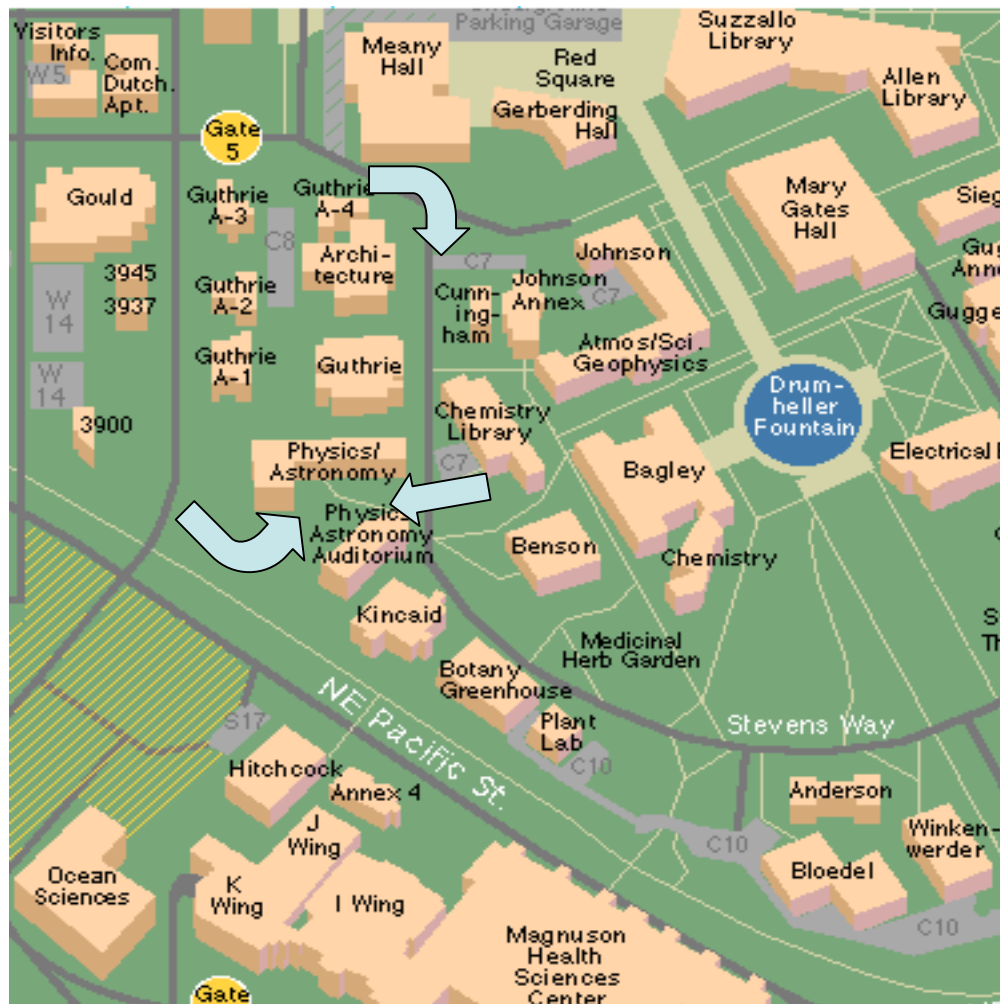 Parking Garage
Visitors
Info.
W5
Com.
Dutch.
Apt.
Meany
Hall
Red
Square
Suzzallo
Library
Gerberding
Hall
Allen
Library
Gate
5
Gould
Guthrie
A-3
Guthrie
A-4
C8
Archi-
tecture
Mary
Gates
Hall
Sieg
3945
3937
W
14
Guthrie
A-2
C7
Cunn-
ing-
ham
Johnson
Annex
Johnson
C7
Gug
Anne
Gugge
W
14
Guthrie
A-1
Guthrie
Atmos/Sci.
Geophysics
Drum-
heller
Fountain
3900
Chemistry
Library
C7
Physics/
Astronomy
Bagley
Electrical
Physics
Astronomy
Auditorium
Benson
Chemistry
Kincaid
Medicinal
Herb Garden
S
Th
Botany
Greenhouse
Plant
Lab
C10
NE Pacific St.
Stevens Way
S17
Hitchcock
Annex 4
Anderson
C10
Winken-
werder
Bloedel
C10
J
Wing
K
Wing
I Wing
Ocean
Sciences
Magnuson
Health
Sciences
Center
Gate